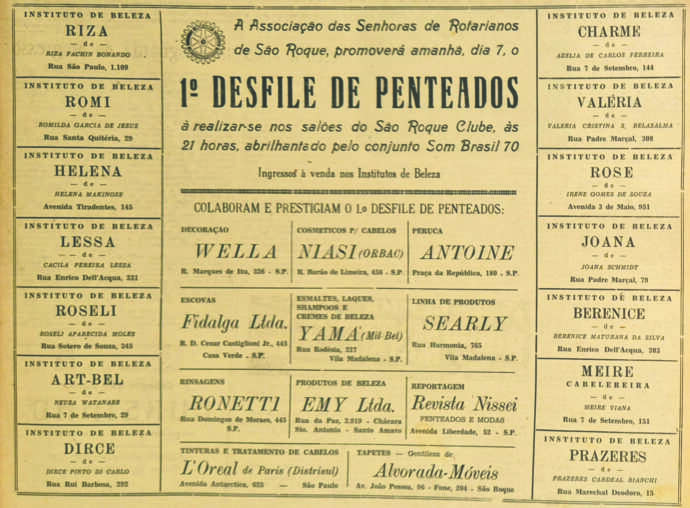 INSTITUTO DE BELEZA
RIZA
— de —
RIZA FACHIN BONANDO
Rua São Paulo, 1.109
INSTITUTO DE BELEZA
ROMI
— de —
ROMILDA GARCIA DE JESUZ
Rua Santa Quitéria, 29
INSTITUTO DE BELEZA
HELENA
— de —
HELENA MAKINOSE
Avenida Tiradentes, 145
INSTITUTO DE BELEZA
LESSA
— de —
CACILA PEREIRA LESSA
Rua Enrico Dell'Acqua, 231
INSTITUTO DE BELEZA
ROSELI
— de —
ROSELI APARECIDA MOLES
Rua Sotero de Souza, 245
INSTITUTO DE BELEZA
ART-BEL
— de —
NEUZA WATANABE
Rua 7 de Setembro, 29
INSTITUTO DE BELEZA
DIRCE
— de —
DIRCE PINTO DI CARLO
Rua Rui Barbosa, 292
A Associação das Senhoras de Rotarianos
de São Roque, promoverá amanhã, dia 7, o
1º DESFILE DE PENTEADOS
à realizar-se nos salões do São Roque Clube, às
21 horas, abrilhantado pelo conjunto Som Brasil 70
Ingressos à venda nos Institutos de Beleza
COLABORAM E PRESTIGIAM O 1.o DESFILE DE PENTEADOS:
DECORAÇÃO
WELLA
R. Marques de Itu, 336 - S.P.
COSMETICOS P/ CABELOS
NIASI (ORBAC)
R. Barão de Limeira, 456 - S.P.
PERUCA
ANTOINE
Praça da República, 180 - S.P.
ESCOVAS
Fidalga Ltda.
R. D. Cesar Castiglioni Jr., 445
Casa Verde - S.P.
ESMALTES, LAQUES,
SHAMPOOS E
CREMES DE BELEZA
YAMÁ (Mil-Bel)
Rua Rodésia, 227
Vila Madalena - S.P.
LINHA DE PRODUTOS
SEARLY
Rua Harmonia, 765
Vila Madalena - S.P.
RINSAGENS
RONETTI
Rua Domingos de Moraes, 445
S.P.
PRODUTOS DE BELEZA
EMY Ltda.
Rua da Paz, 2.019 - Chácara
Sto. Antonio - Santo Amaro
REPORTAGEM
Revista Nissei
PENTEADOS E MODAS
Avenida Liberdade, 52 - S.P.
TINTURAS E TRATAMENTO DE CABELOS
L'Oreal de Paris (Distrieul)
Avenida Antarctica, 625 — São Paulo
TAPETES — Gentileza de
Alvorada-Móveis
Av. João Pessoa, 96 - Fone, 204 - São Roque
INSTITUTO DE BELEZA
CHARME
— de —
AZELIA DE CARLOS FERREIRA
Rua 7 de Setembro, 144
INSTITUTO DE BELEZA
VALÉRIA
— de —
VALERIA CRISTINA Z. BELAZALMA
Rua Padre Marçal, 308
INSTITUTO DE BELEZA
ROSE
— de —
IRENE GOMES DE SOUZA
Avenida 3 de Maio, 951
INSTITUTO DE BELEZA
JOANA
— de —
JOANA SCHMIDT
Rua Padre Marçal, 79
INSTITUTO DE BELEZA
BERENICE
— de —
BERENICE MATUZANA DA SILVA
Rua Enrico Dell'Acqua, 202
MEIRE
CABELEREIRA
— de —
MEIRE VIANA
Rua 7 de Setembro, 151
INSTITUTO DE BELEZA
PRAZERES
— de —
PRAZERES CARDEAL BIANCHI
Rua Marechal Deodoro, 15